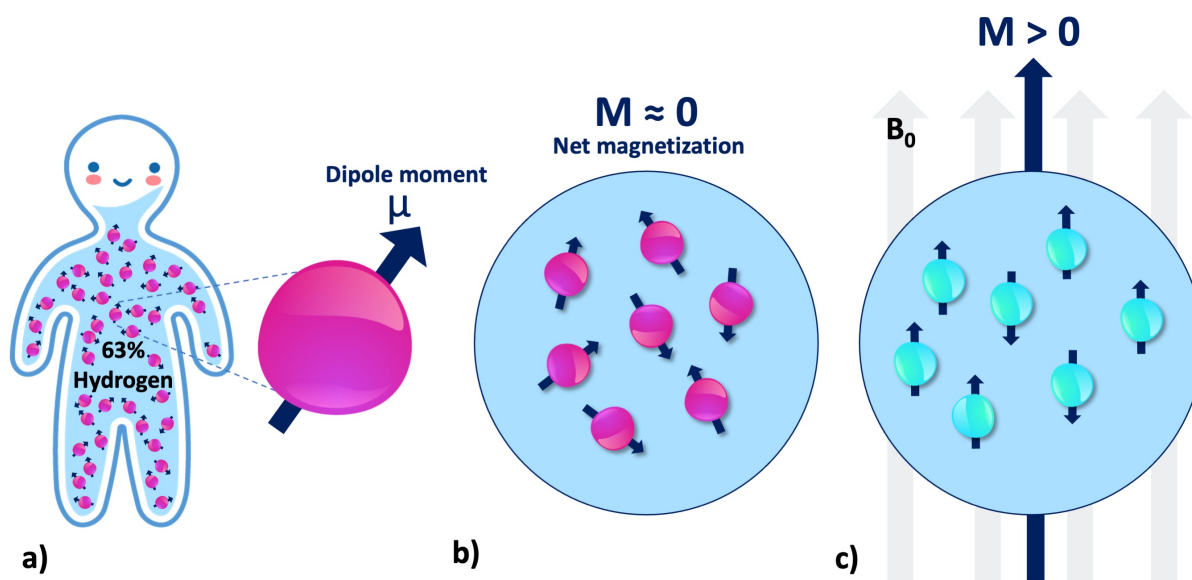 63%
Hydrogen
a)
Dipole moment
μ
M ≈ 0
Net magnetization
b)
M > 0
B₀
c)